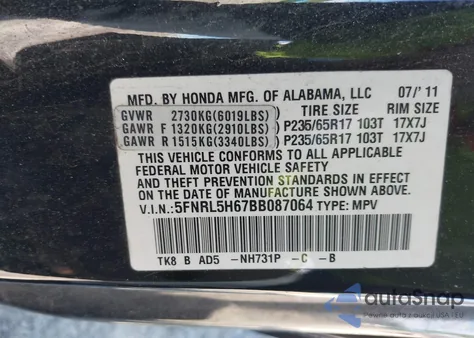 MFD. BY HONDA MFG. OF ALABAMA, LLC 07/'11
TIRE SIZE RIM SIZE
GVWR 2730KG(6019LBS)
GAWR F 1320KG(2910LBS) P235/65R17 103T 17X7J
GAWR R 1515KG(3340LBS) P235/65R17 103T 17X7J
THIS VEHICLE CONFORMS TO ALL APPLICABLE
FEDERAL MOTOR VEHICLE SAFETY
AND THEFT PREVENTION STANDARDS IN EFFECT
ON THE DATE OF MANUFACTURE SHOWN ABOVE.
V.I.N.: 5FNRL5H67BB087064 TYPE: MPV
TK8 B AD5 -NH731P -C -B
autoSnap